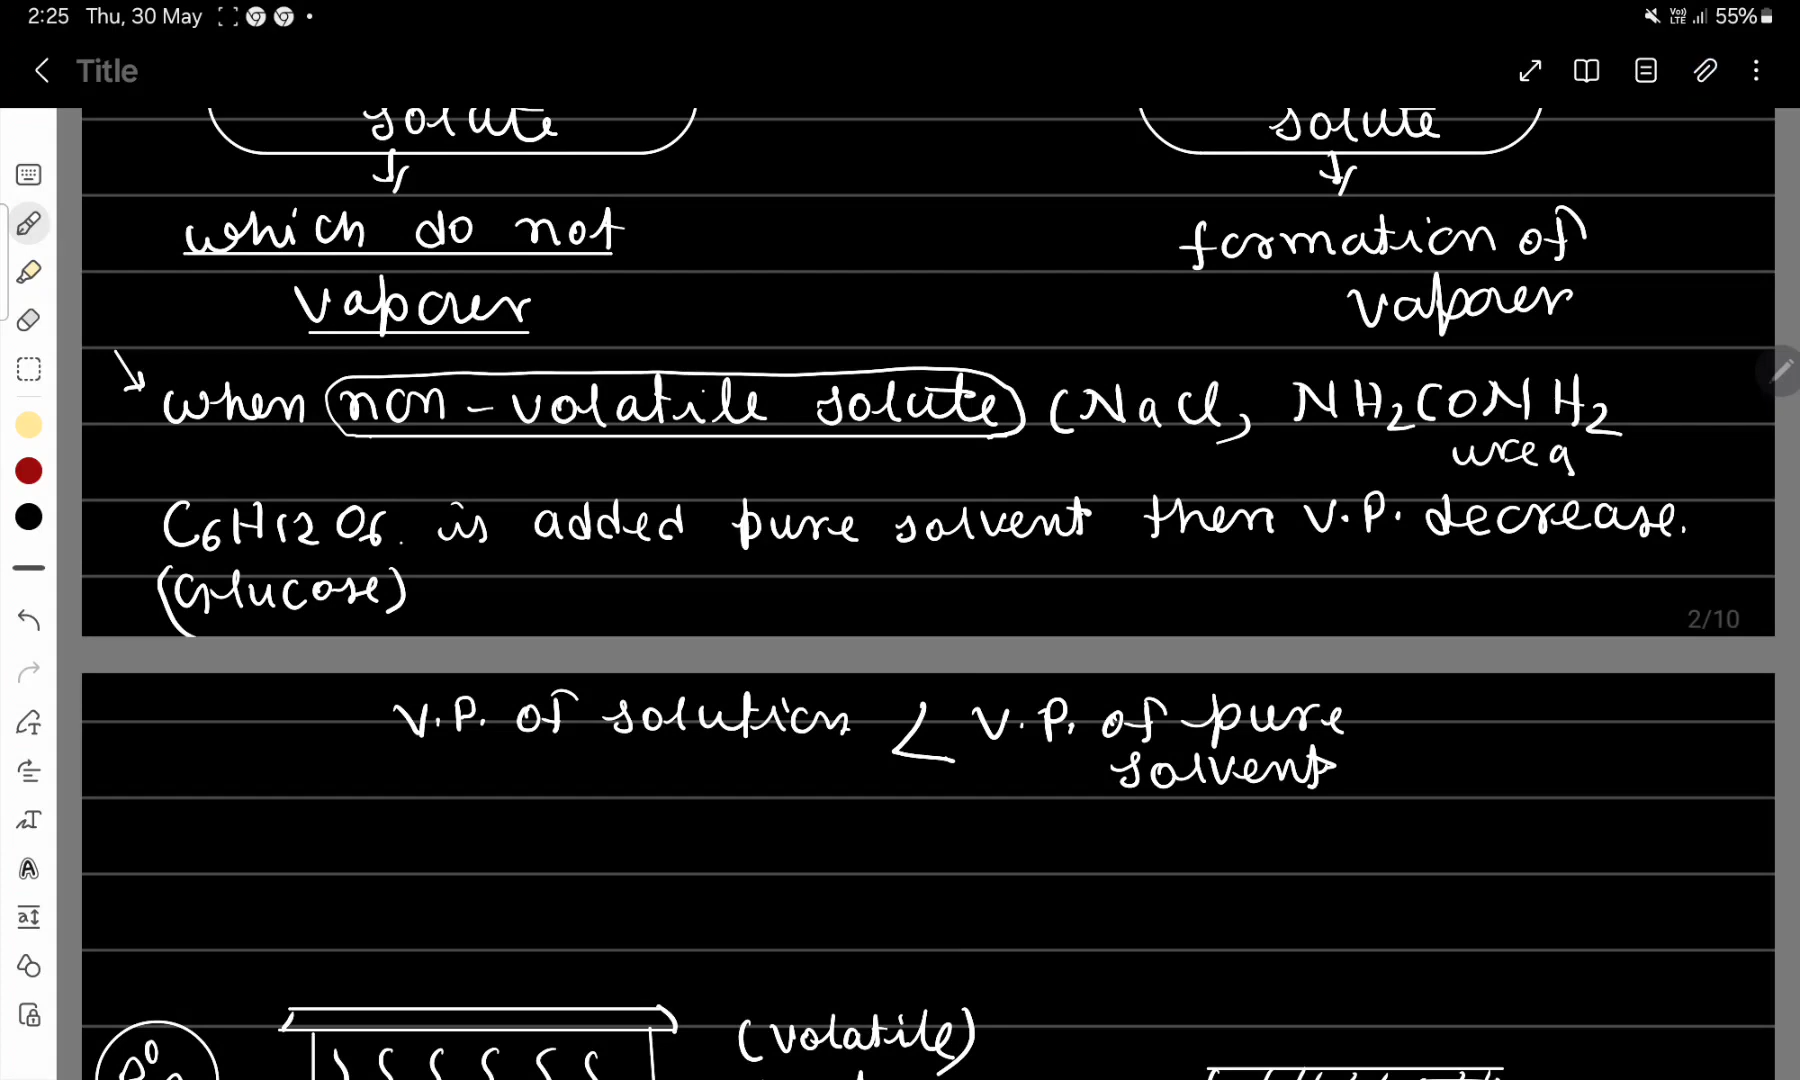 2:25 Thu, 30 May
55%
Title
solute solute
which do not formation of
vapour vapour
when non-volatile solute (NaCl, NH2CONH2
urea
C6H12O6. is added pure solvent then V.P. decrease.
(Glucose)
2/10
V.P. of solution < V.P. of pure
solvent
(volatile)